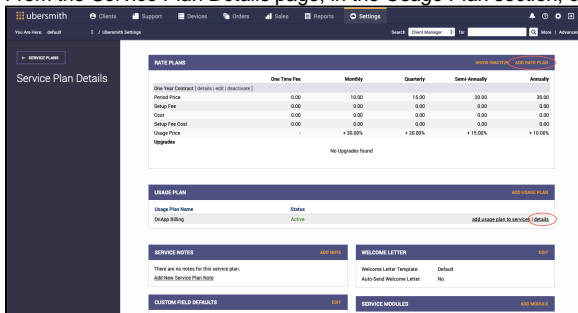 From the Service Plan Details page, in the Usage Plan section, c
ubersmith Clients Support Devices Orders Sales Reports Settings
You Are Here: default / Ubersmith Settings Search Client Manager for More | Advanced
← SERVICE PLANS
Service Plan Details
RATE PLANS SHOW INACTIVE ADD RATE PLAN
One Time Fee Monthly Quarterly Semi-Annually Annually
One Year Contract [ details | edit | deactivate ]
Period Price 0.00 10.00 15.00 20.00 30.00
Setup Fee 0.00 0.00 0.00 0.00 0.00
Cost 0.00 0.00 0.00 0.00 0.00
Setup Fee Cost 0.00 0.00 0.00 0.00 0.00
Usage Price - + 30.00% + 20.00% + 15.00% + 10.00%
Upgrades
No Upgrades found
USAGE PLAN ADD USAGE PLAN
Usage Plan Name Status
OnApp Billing Active add usage plan to services | details
SERVICE NOTES ADD NOTE
There are no notes for this service plan.
Add New Service Plan Note
WELCOME LETTER EDIT
Welcome Letter Template: Default
Auto-Send Welcome Letter: No
CUSTOM FIELD DEFAULTS EDIT
SERVICE MODULES ADD MODULE